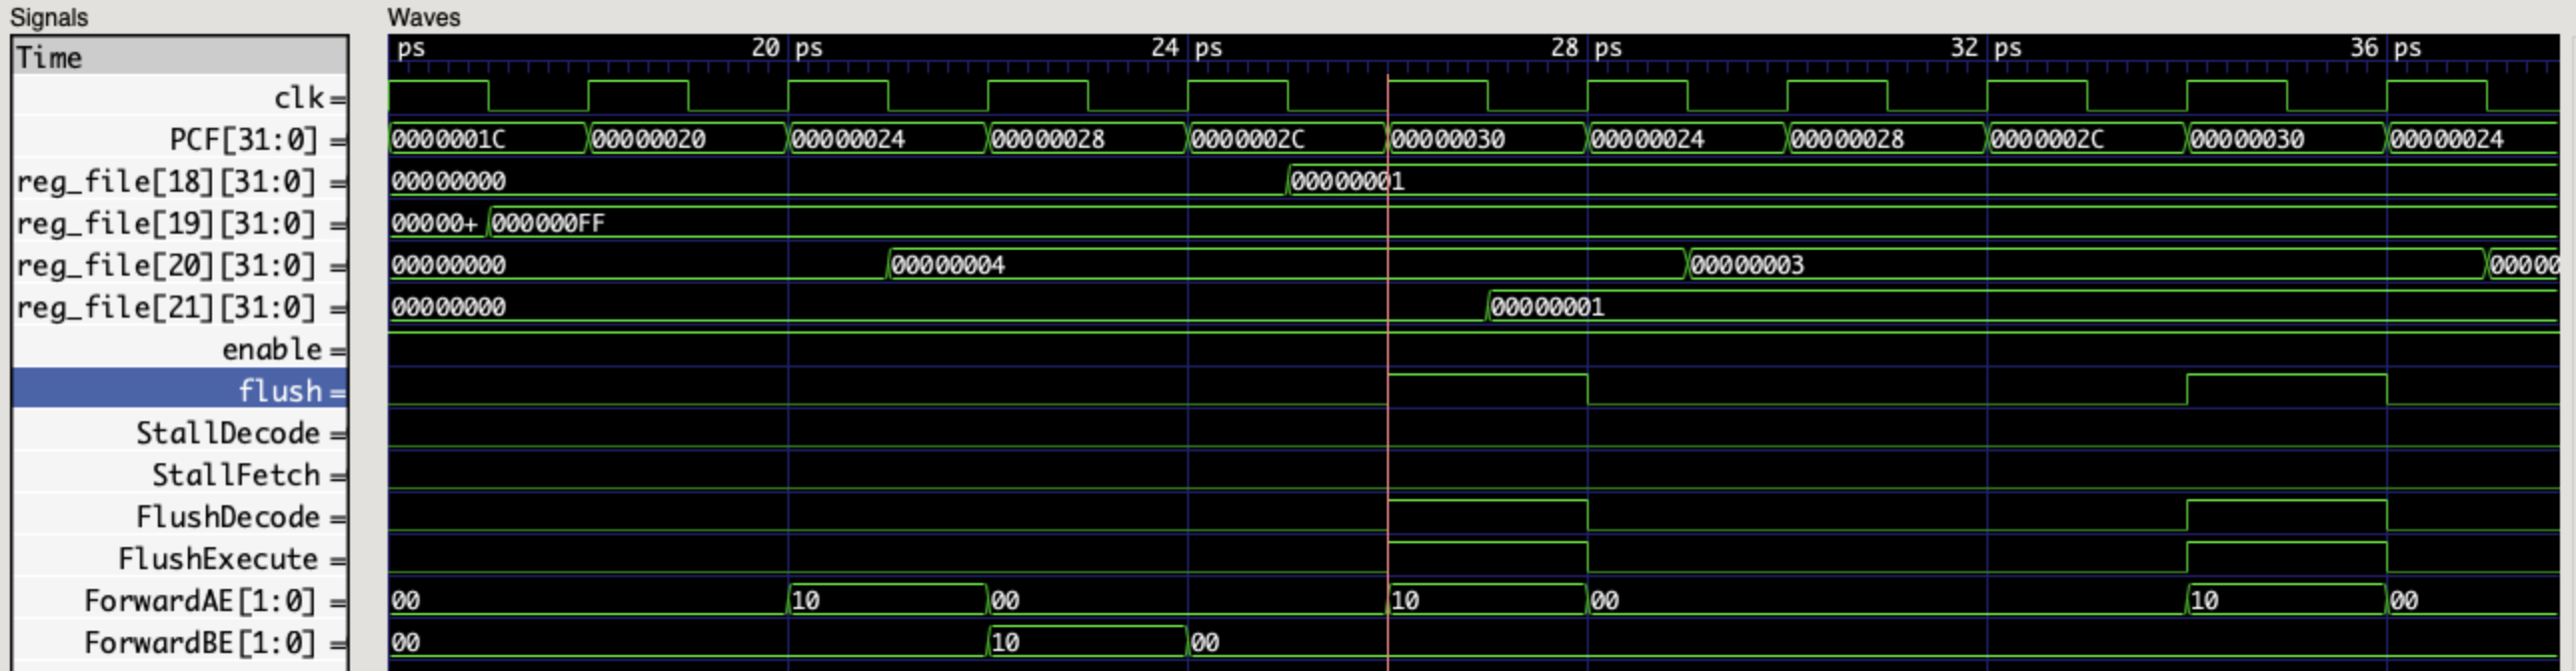 Signals Waves
Time ps 20 ps 24 ps 28 ps 32 ps 36 ps
clk=
PCF[31:0] = 0000001C 00000020 00000024 00000028 0000002C 00000030 00000024 00000028 0000002C 00000030 00000024
reg_file[18][31:0] = 00000000 00000001
reg_file[19][31:0] = 00000+ 000000FF
reg_file[20][31:0] = 00000000 00000004 00000003 00000
reg_file[21][31:0] = 00000000 00000001
enable =
flush =
StallDecode =
StallFetch =
FlushDecode =
FlushExecute =
ForwardAE[1:0] = 00 10 00 10 00 10 00
ForwardBE[1:0] = 00 10 00